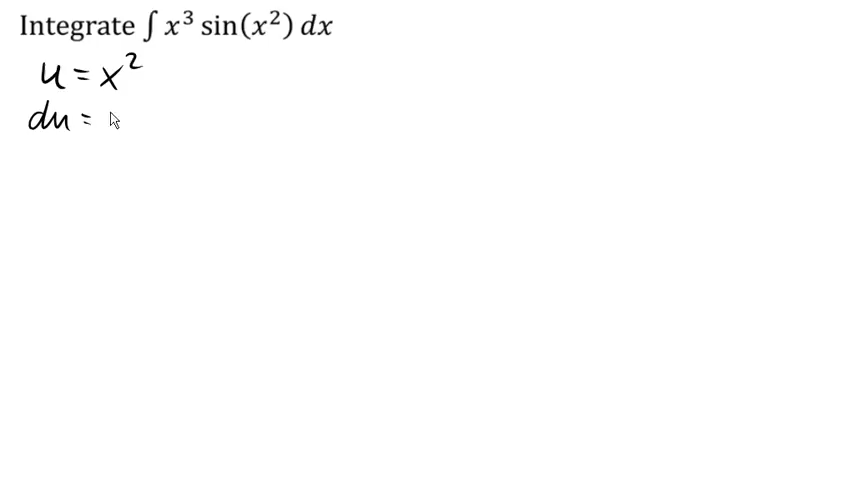 Integrate ∫ x³ sin(x²) dx
u = x²
du =